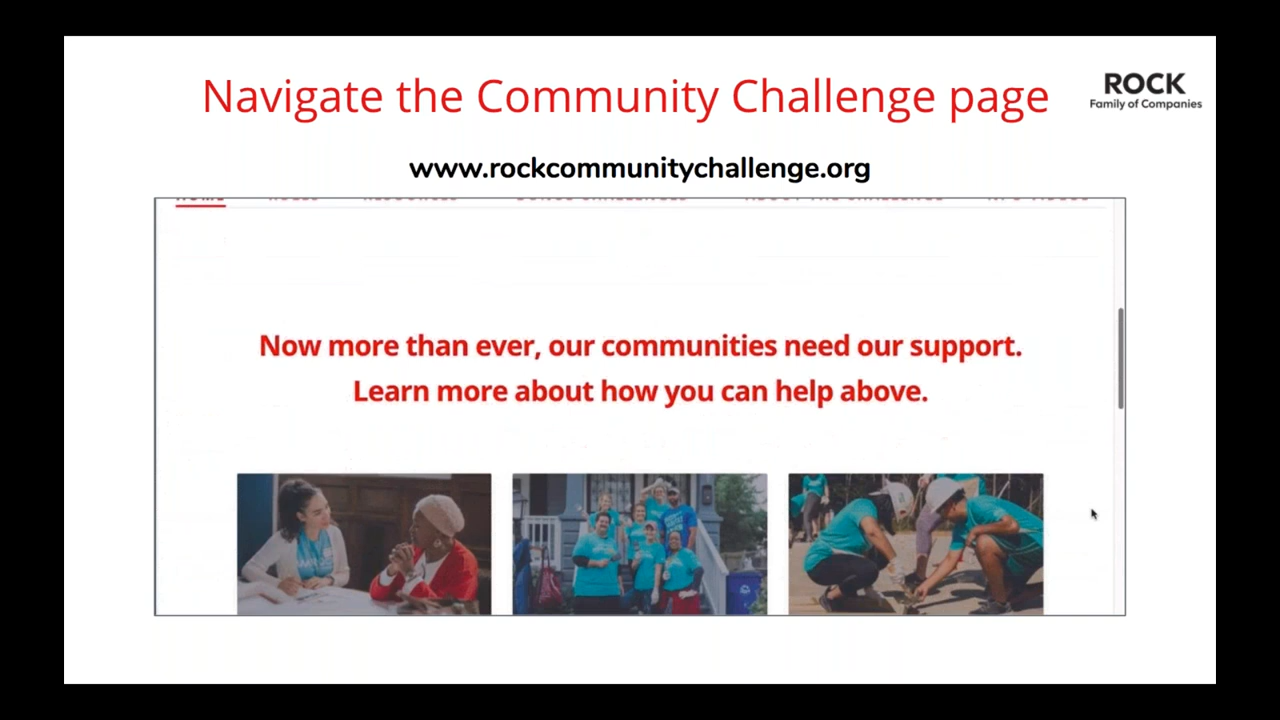 Navigate the Community Challenge page
ROCK
Family of Companies
www.rockcommunitychallenge.org
Now more than ever, our communities need our support.
Learn more about how you can help above.